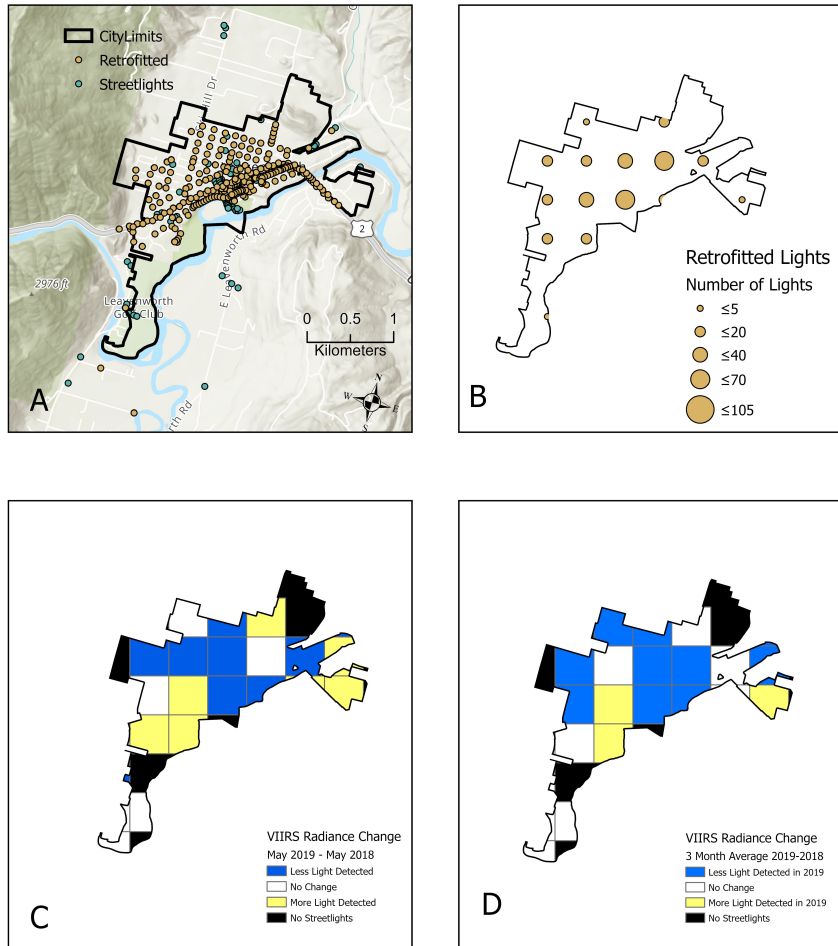 CityLimits
Retrofitted
Streetlights
2
E Leavenworth Rd
2976 ft
Leavenworth
Golf Club
0 0.5 1
Kilometers
N
W E
S
rth Rd
A
Retrofitted Lights
Number of Lights
≤5
≤20
≤40
≤70
≤105
B
VIIRS Radiance Change
May 2019 - May 2018
Less Light Detected
No Change
More Light Detected
No Streetlights
C
VIIRS Radiance Change
3 Month Average 2019-2018
Less Light Detected in 2019
No Change
More Light Detected in 2019
No Streetlights
D